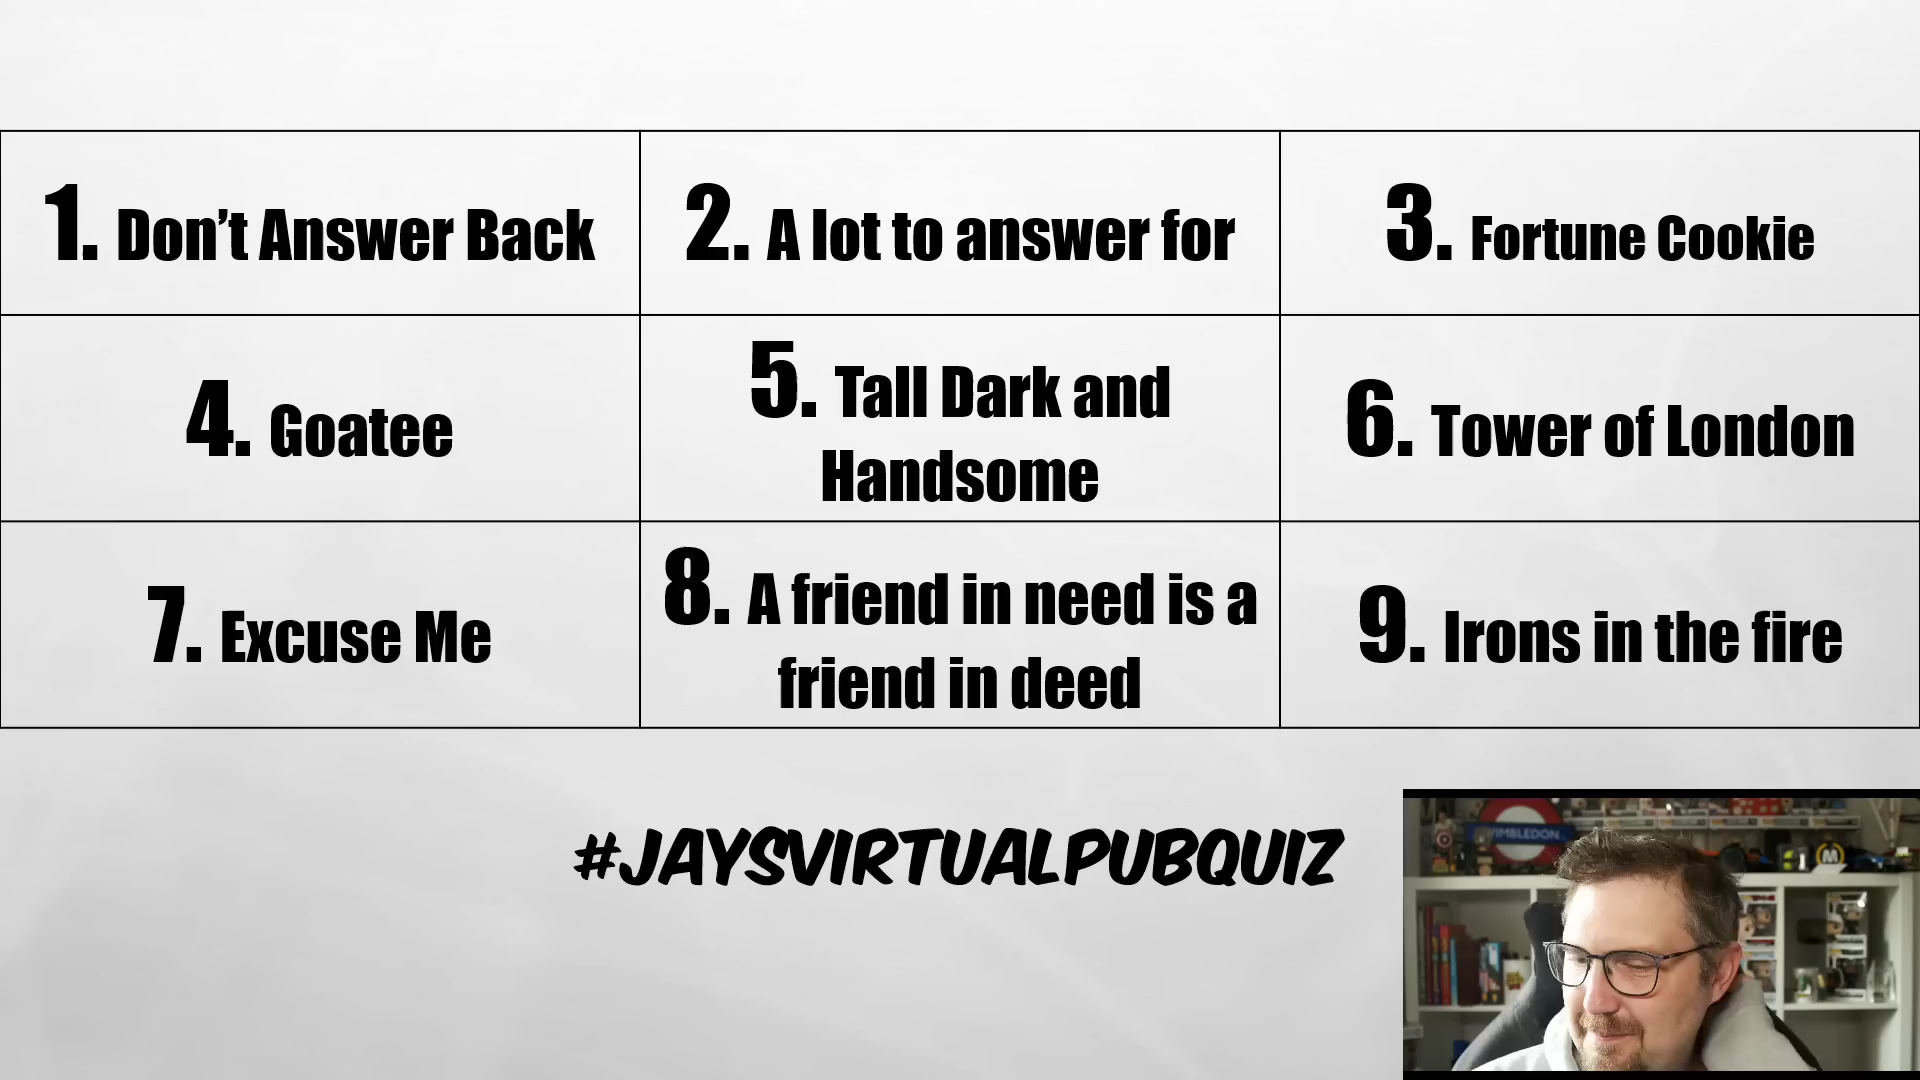 1. Don’t Answer Back
2. A lot to answer for
3. Fortune Cookie
4. Goatee
5. Tall Dark and
Handsome
6. Tower of London
7. Excuse Me
8. A friend in need is a
friend in deed
9. Irons in the fire
#JAYSVIRTUALPUBQUIZ
WIMBLEDON
M